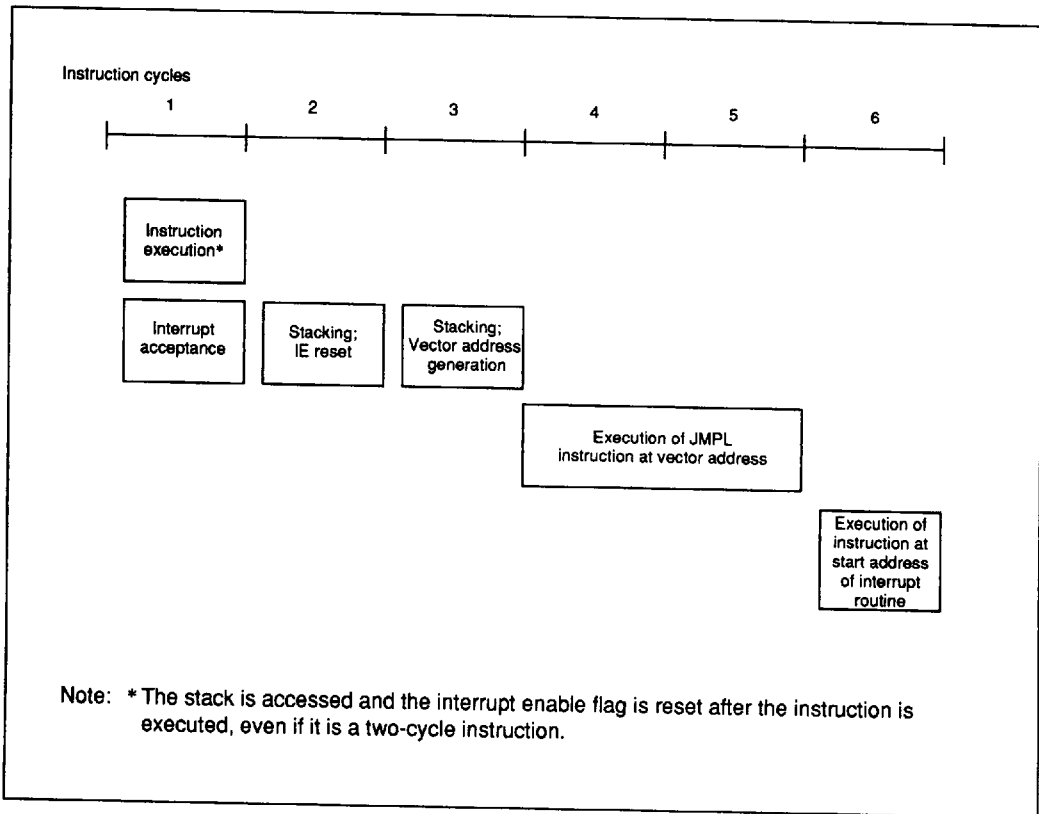 Instruction cycles
1 2 3 4 5 6
Instruction
execution*
Interrupt
acceptance
Stacking;
IE reset
Stacking;
Vector address
generation
Execution of JMPL
instruction at vector address
Execution of
instruction at
start address
of interrupt
routine
Note: * The stack is accessed and the interrupt enable flag is reset after the instruction is
executed, even if it is a two-cycle instruction.